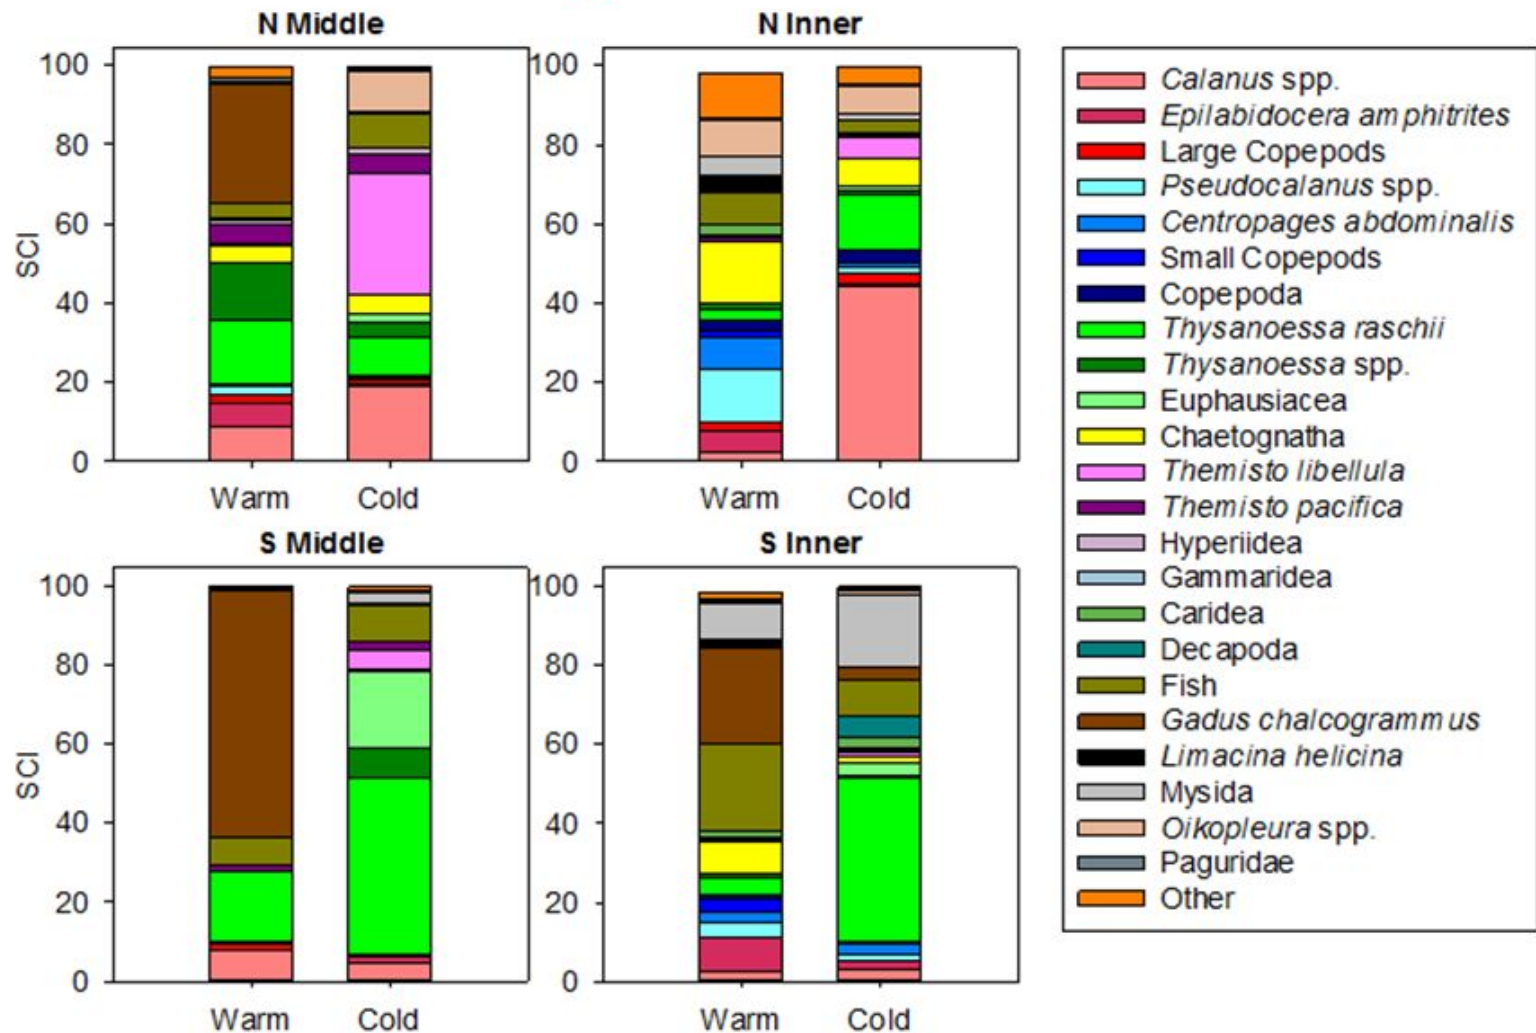 N Middle
N Inner
100
80
60
40
20
0
SCI
Warm
Cold
100
80
60
40
20
0
Warm
Cold
S Middle
S Inner
100
80
60
40
20
0
SCI
Warm
Cold
100
80
60
40
20
0
Warm
Cold
Calanus spp.
Epilabidocera amphitrites
Large Copepods
Pseudocalanus spp.
Centropages abdominalis
Small Copepods
Copepoda
Thysanoessa raschii
Thysanoessa spp.
Euphausiacea
Chaetognatha
Themisto libellula
Themisto pacifica
Hyperiidea
Gammaridea
Caridea
Decapoda
Fish
Gadus chalcogrammus
Limacina helicina
Mysida
Oikopleura spp.
Paguridae
Other